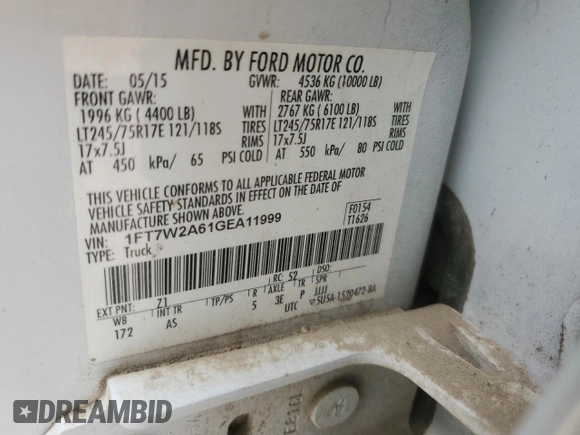 MFD. BY FORD MOTOR CO.
DATE: 05/15 GVWR: 4536 KG (10000 LB)
FRONT GAWR: REAR GAWR:
1996 KG ( 4400 LB) WITH 2767 KG ( 6100 LB) WITH
LT245/75R17E 121/118S TIRES LT245/75R17E 121/118S TIRES
17x7.5J RIMS 17x7.5J RIMS
AT 450 kPa/ 65 PSI COLD AT 550 kPa/ 80 PSI COLD
THIS VEHICLE CONFORMS TO ALL APPLICABLE FEDERAL MOTOR
VEHICLE SAFETY STANDARDS IN EFFECT ON THE DATE OF
MANUFACTURE SHOWN ABOVE.
VIN: 1FT7W2A61GEA11999 F0154
TYPE: Truck T1626
EXT PNT: Z1 RC: 52 DSO:
WB INT TR TP/PS R AXLE TR SPR
172 AS 5 3E P JJJJ
UTC 5U5A-1520472-BA
DREAMBID